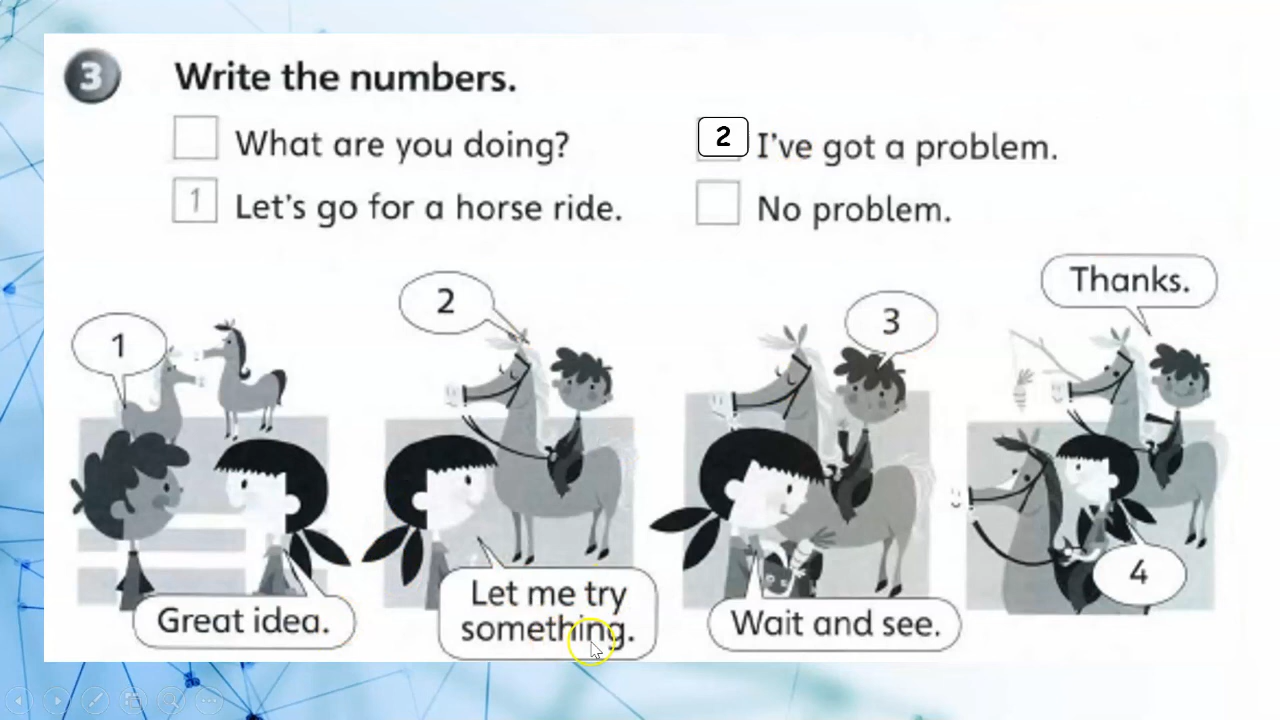 3 Write the numbers.
What are you doing?
1 Let's go for a horse ride.
2 I've got a problem.
No problem.
1
Great idea.
2
Let me try
something.
3
Wait and see.
Thanks.
4